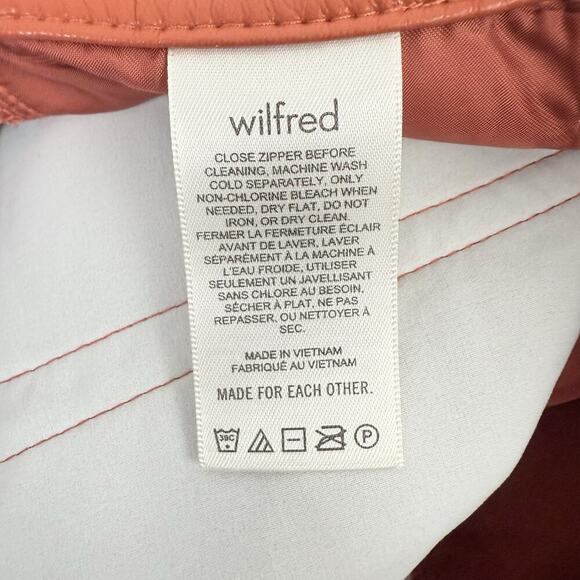 wilfred
CLOSE ZIPPER BEFORE
CLEANING, MACHINE WASH
COLD SEPARATELY, ONLY
NON-CHLORINE BLEACH WHEN
NEEDED, DRY FLAT, DO NOT
IRON, OR DRY CLEAN.
FERMER LA FERMETURE ÉCLAIR
AVANT DE LAVER, LAVER
SÉPARÉMENT À LA MACHINE À
L'EAU FROIDE, UTILISER
SEULEMENT UN JAVELLISANT
SANS CHLORE AU BESOIN.
SÉCHER À PLAT, NE PAS
REPASSER, OU NETTOYER À
SEC.
MADE IN VIETNAM
FABRIQUÉ AU VIETNAM
MADE FOR EACH OTHER.
30C P